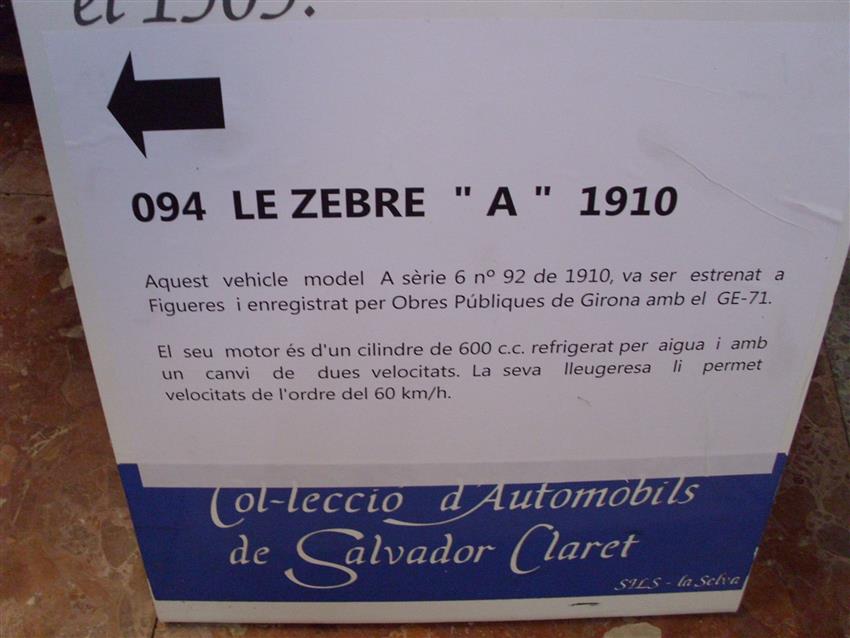 el 1905.
094 LE ZEBRE " A " 1910
Aquest vehicle model A sèrie 6 nº 92 de 1910, va ser estrenat a
Figueres i enregistrat per Obres Públiques de Girona amb el GE-71.
El seu motor és d'un cilindre de 600 c.c. refrigerat per aigua i amb
un canvi de dues velocitats. La seva lleugeresa li permet
velocitats de l'ordre del 60 km/h.
Col-lecció d'Automòbils
de Salvador Claret
SILS - la Selva